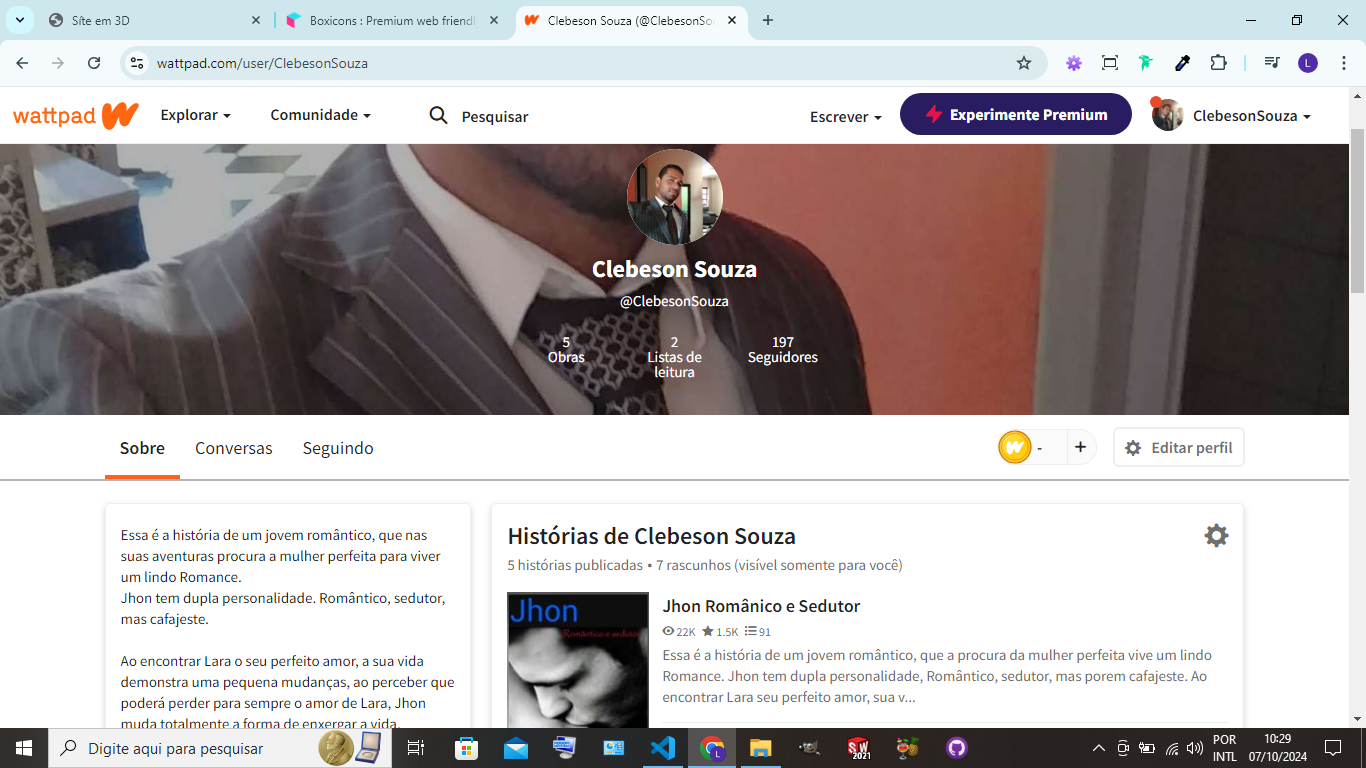 Síte em 3D
Boxicons : Premium web friendl
Clebeson Souza (@ClebesonSou
wattpad.com/user/ClebesonSouza
L
wattpad
Explorar
Comunidade
Pesquisar
Escrever
Experimente Premium
ClebesonSouza
Clebeson Souza
@ClebesonSouza
5
Obras
2
Listas de
leitura
197
Seguidores
Sobre
Conversas
Seguindo
-
+
Editar perfil
Essa é a história de um jovem romântico, que nas
suas aventuras procura a mulher perfeita para viver
um lindo Romance.
Jhon tem dupla personalidade. Romântico, sedutor,
mas cafajeste.
Ao encontrar Lara o seu perfeito amor, a sua vida
demonstra uma pequena mudanças, ao perceber que
poderá perder para sempre o amor de Lara, Jhon
muda totalmente a forma de enxergar a vida.
Histórias de Clebeson Souza
5 histórias publicadas • 7 rascunhos (visível somente para você)
Jhon
Romântico e sedutor
Jhon Românico e Sedutor
22K 1.5K 91
Essa é a história de um jovem romântico, que a procura da mulher perfeita vive um lindo
Romance. Jhon tem dupla personalidade, Romântico, sedutor, mas porem cafajeste. Ao
encontrar Lara seu perfeito amor, sua v...
Digite aqui para pesquisar
L
SW
2021
POR
INTL
10:29
07/10/2024